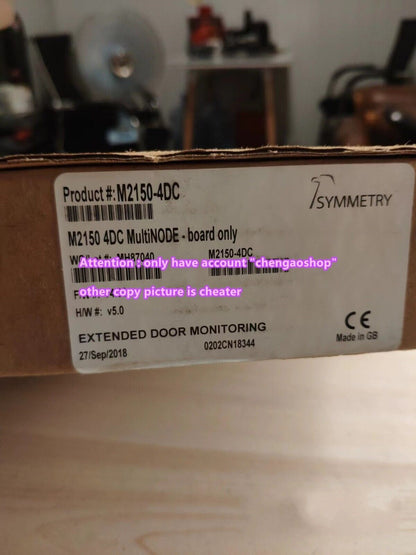 Product #: M2150-4DC
SYMMETRY
M2150 4DC MultiNODE - board only
MH87040
M2150-4DC
Attention : only have account "chengaoshop"
other copy picture is cheater
H/W #: v5.0
EXTENDED DOOR MONITORING
27/Sep/2018
0202CN18344
CE
Made in GB